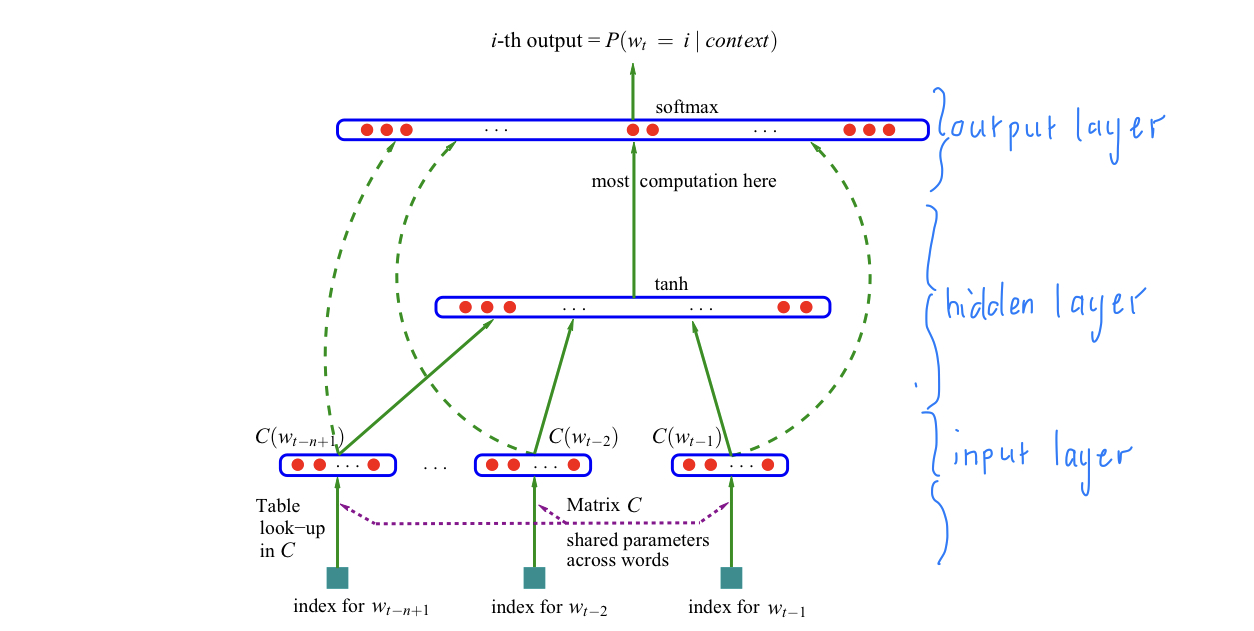 i-th output = P(w_t = i | context)
softmax
. . .
. . .
output layer
most computation here
tanh
. . .
. . .
hidden layer
C(w_{t−n+1})
C(w_{t−2})
C(w_{t−1})
. . .
. . .
. . .
. . .
input layer
Table
look−up
in C
Matrix C
shared parameters
across words
index for w_{t−n+1}
index for w_{t−2}
index for w_{t−1}